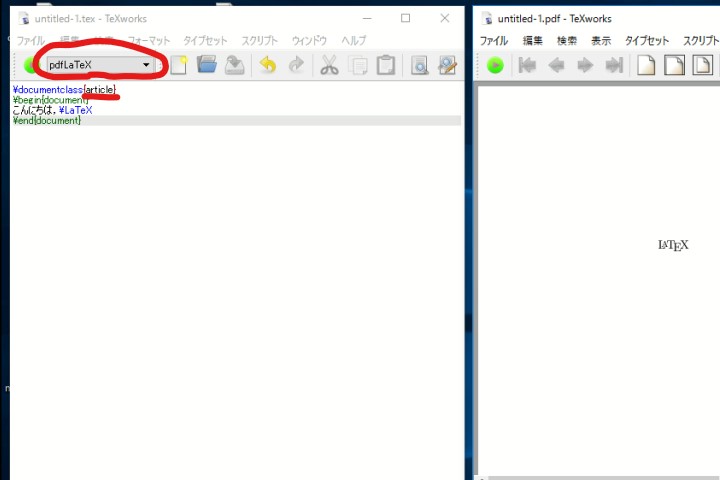 untitled-1.tex - TeXworks
ファイル 編集 検索 フォーマット タイプセット スクリプト ウィンドウ ヘルプ
pdfLaTeX
¥documentclass{article}
¥begin{document}
こんにちは，¥LaTeX
¥end{document}
untitled-1.pdf - TeXworks
ファイル 編集 検索 表示 タイプセット スクリプト
LATEX